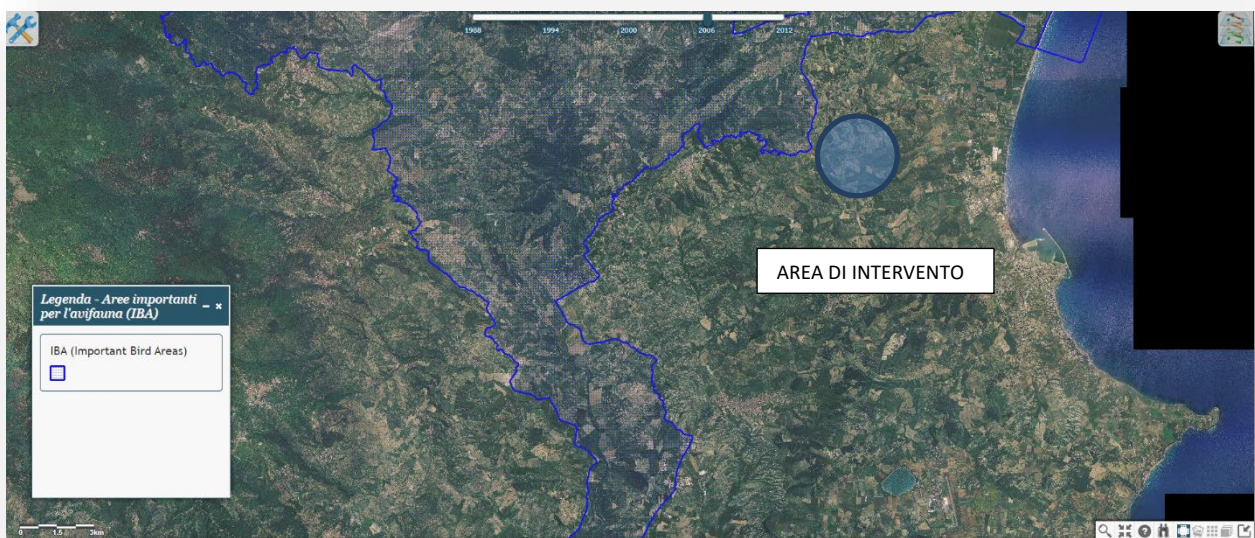 1988 1994 2000 2006 2012
AREA DI INTERVENTO
Legenda - Aree importanti
per l'avifauna (IBA)
IBA (Important Bird Areas)
0 1.5 3km